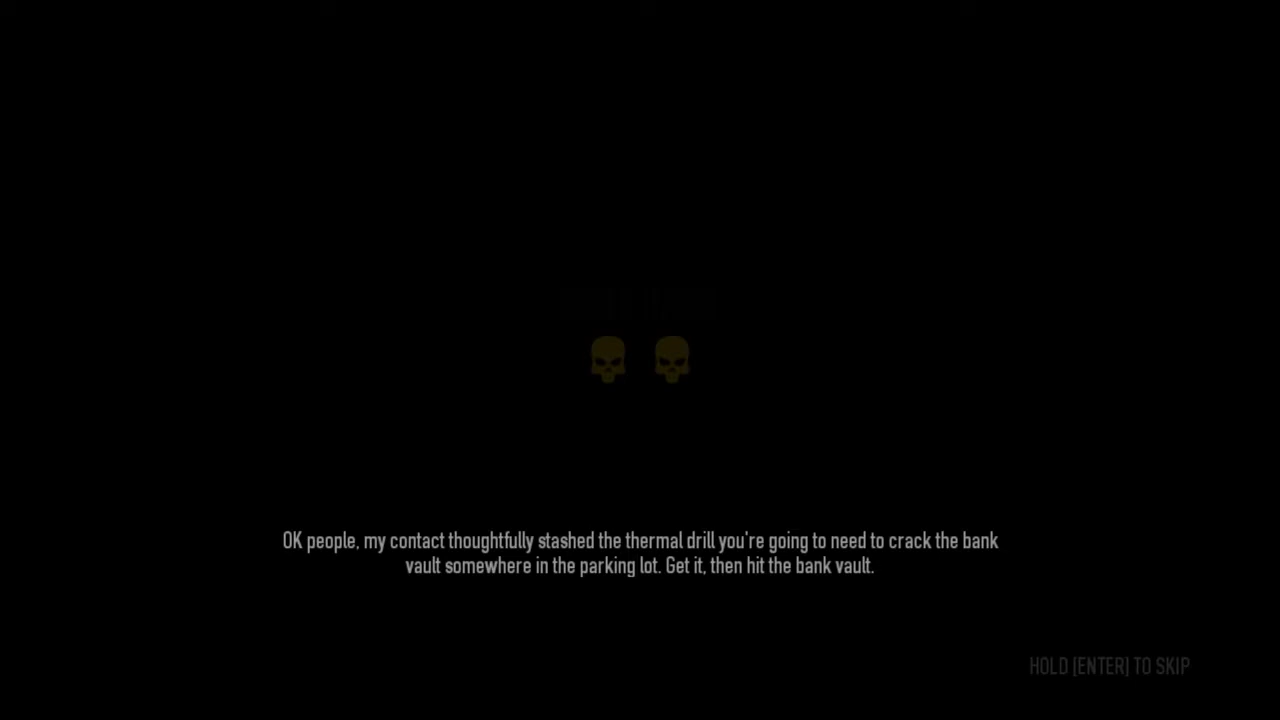 OK people, my contact thoughtfully stashed the thermal drill you're going to need to crack the bank
vault somewhere in the parking lot. Get it, then hit the bank vault.
HOLD [ENTER] TO SKIP